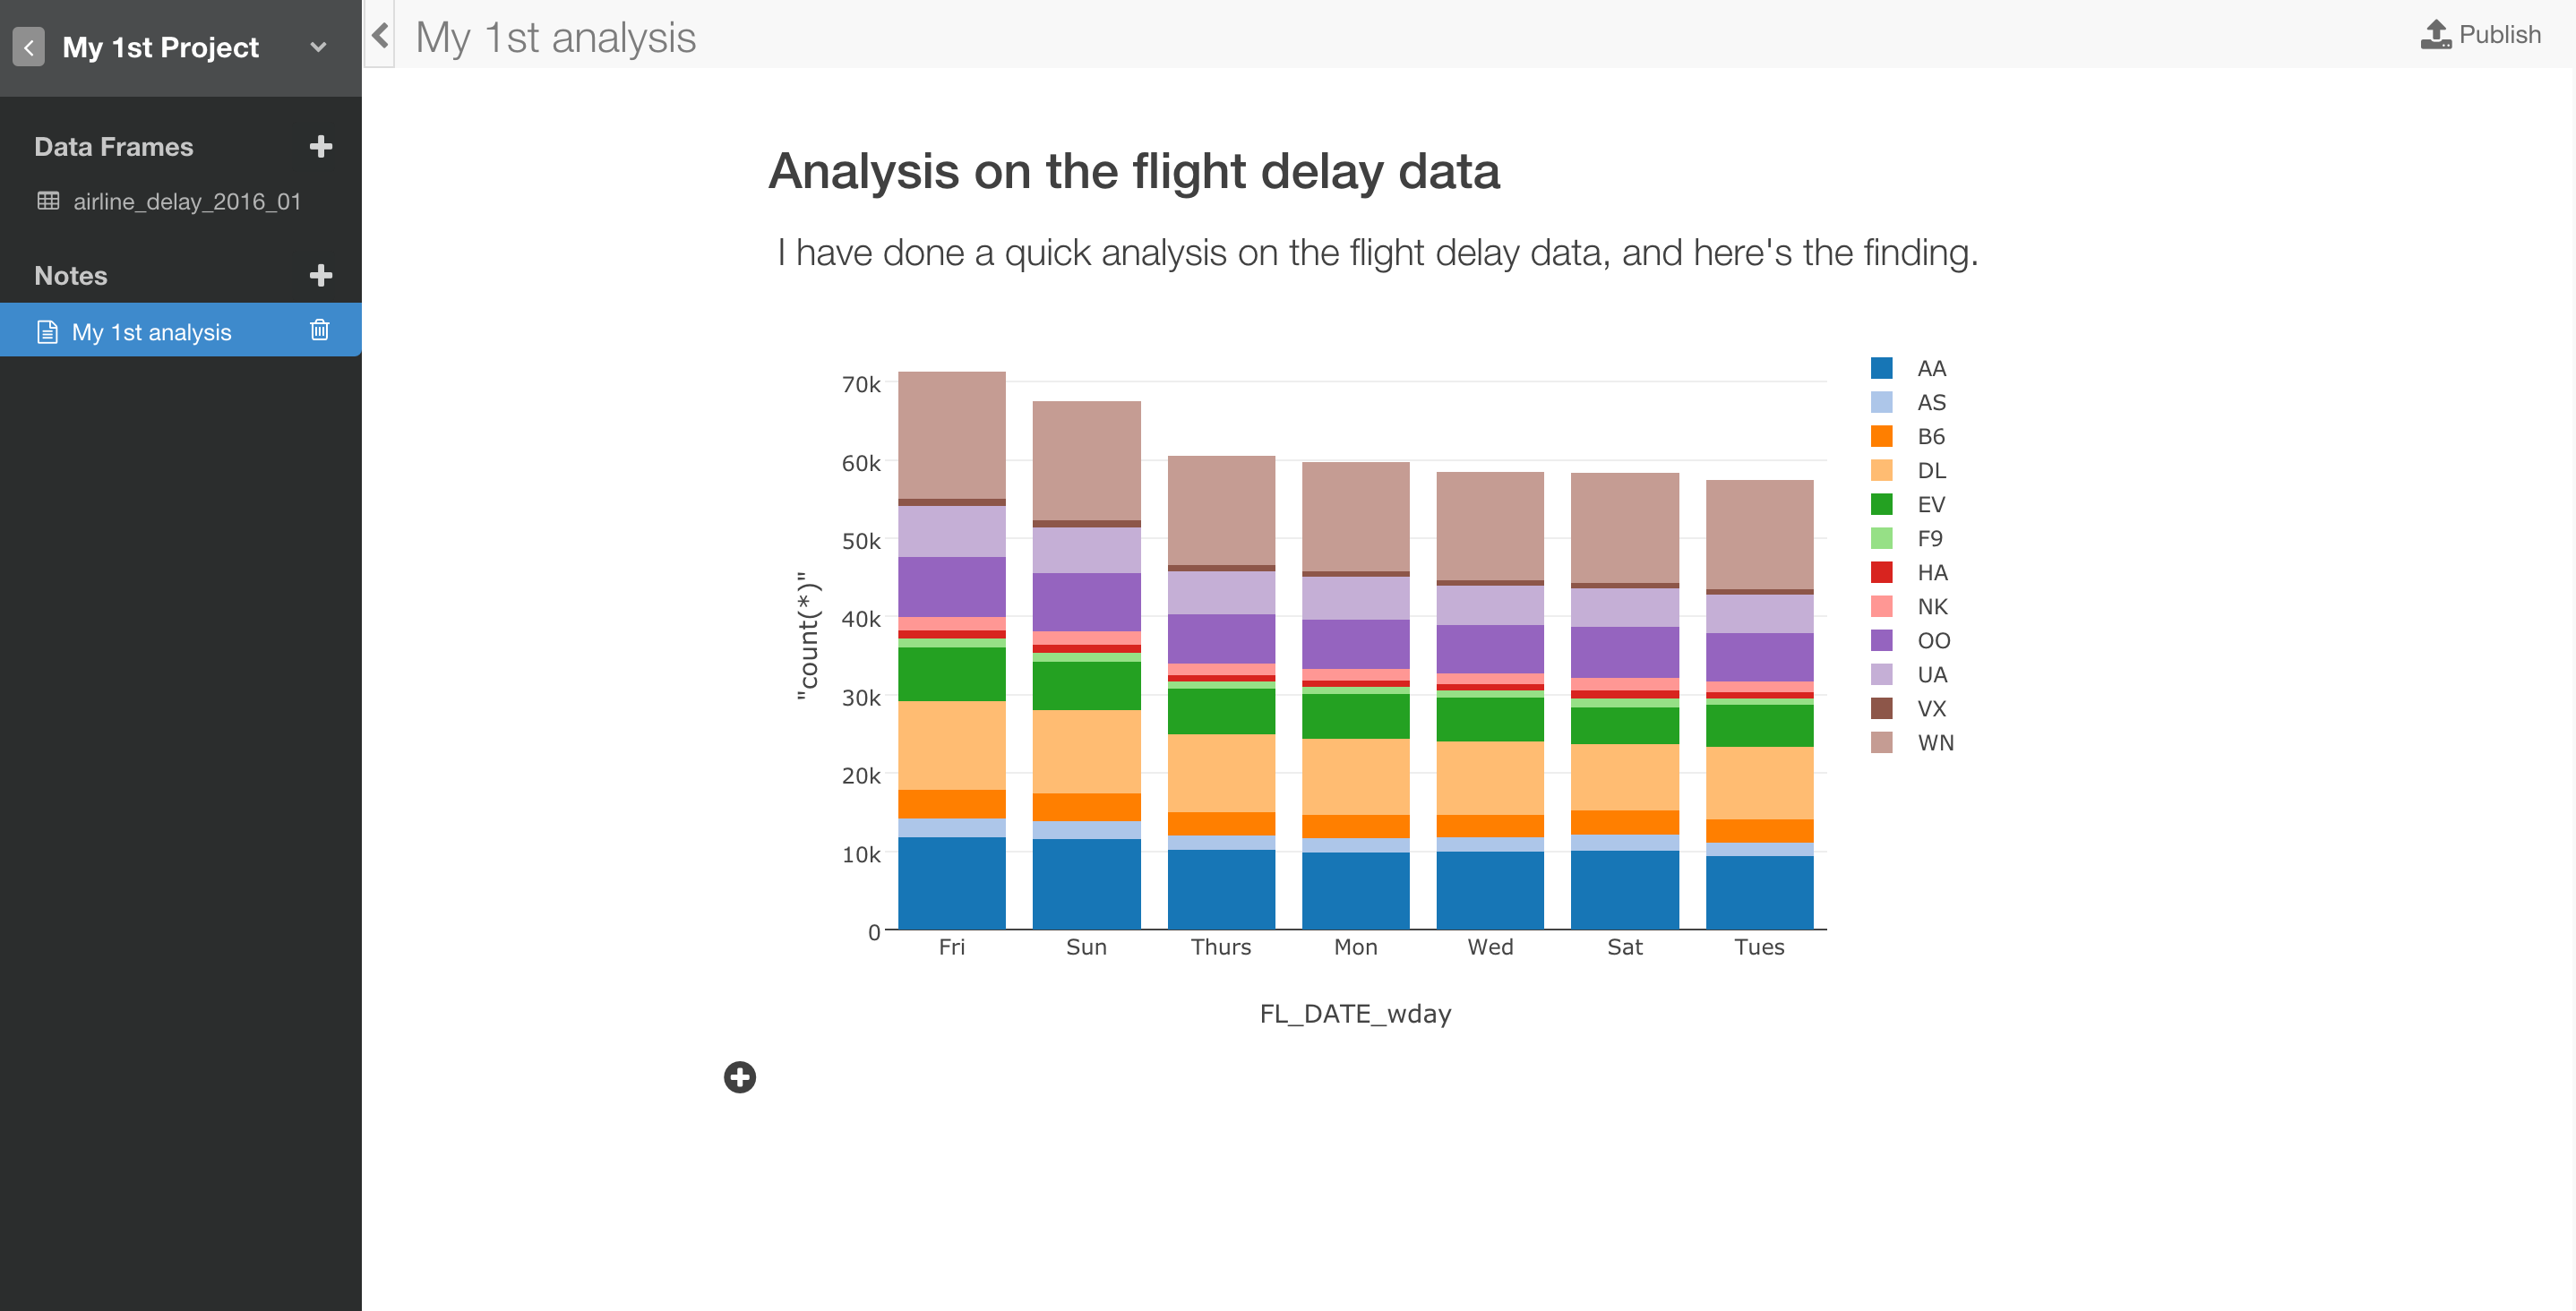 My 1st Project
Data Frames
airline_delay_2016_01
Notes
My 1st analysis
My 1st analysis
Publish
Analysis on the flight delay data
I have done a quick analysis on the flight delay data, and here's the finding.
"count(*)"
70k
60k
50k
40k
30k
20k
10k
0
Fri Sun Thurs Mon Wed Sat Tues
FL_DATE_wday
AA
AS
B6
DL
EV
F9
HA
NK
OO
UA
VX
WN